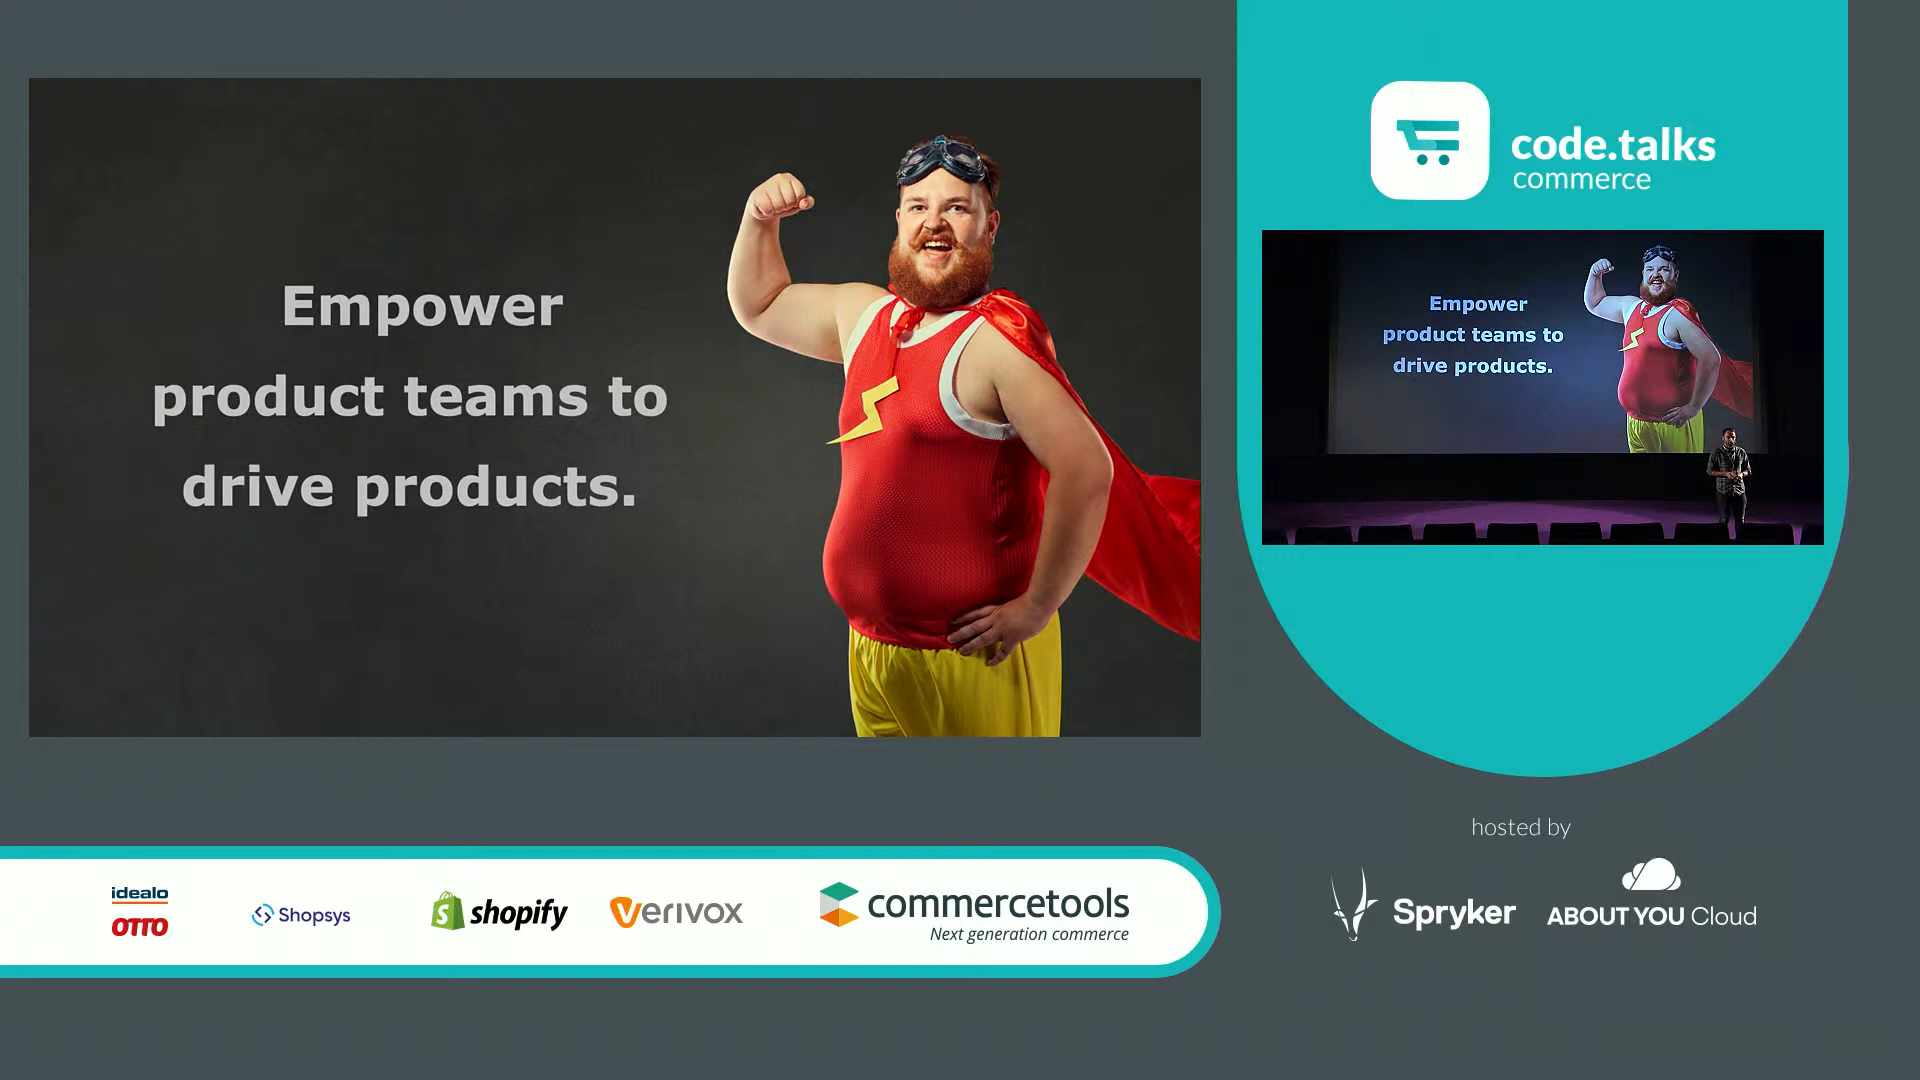 Empower
product teams to
drive products.
code.talks
commerce
Empower
product teams to
drive products.
hosted by
Spryker
ABOUT YOU Cloud
idealo
OTTO
Shopsys
shopify
VERIVOX
commercetools
Next generation commerce